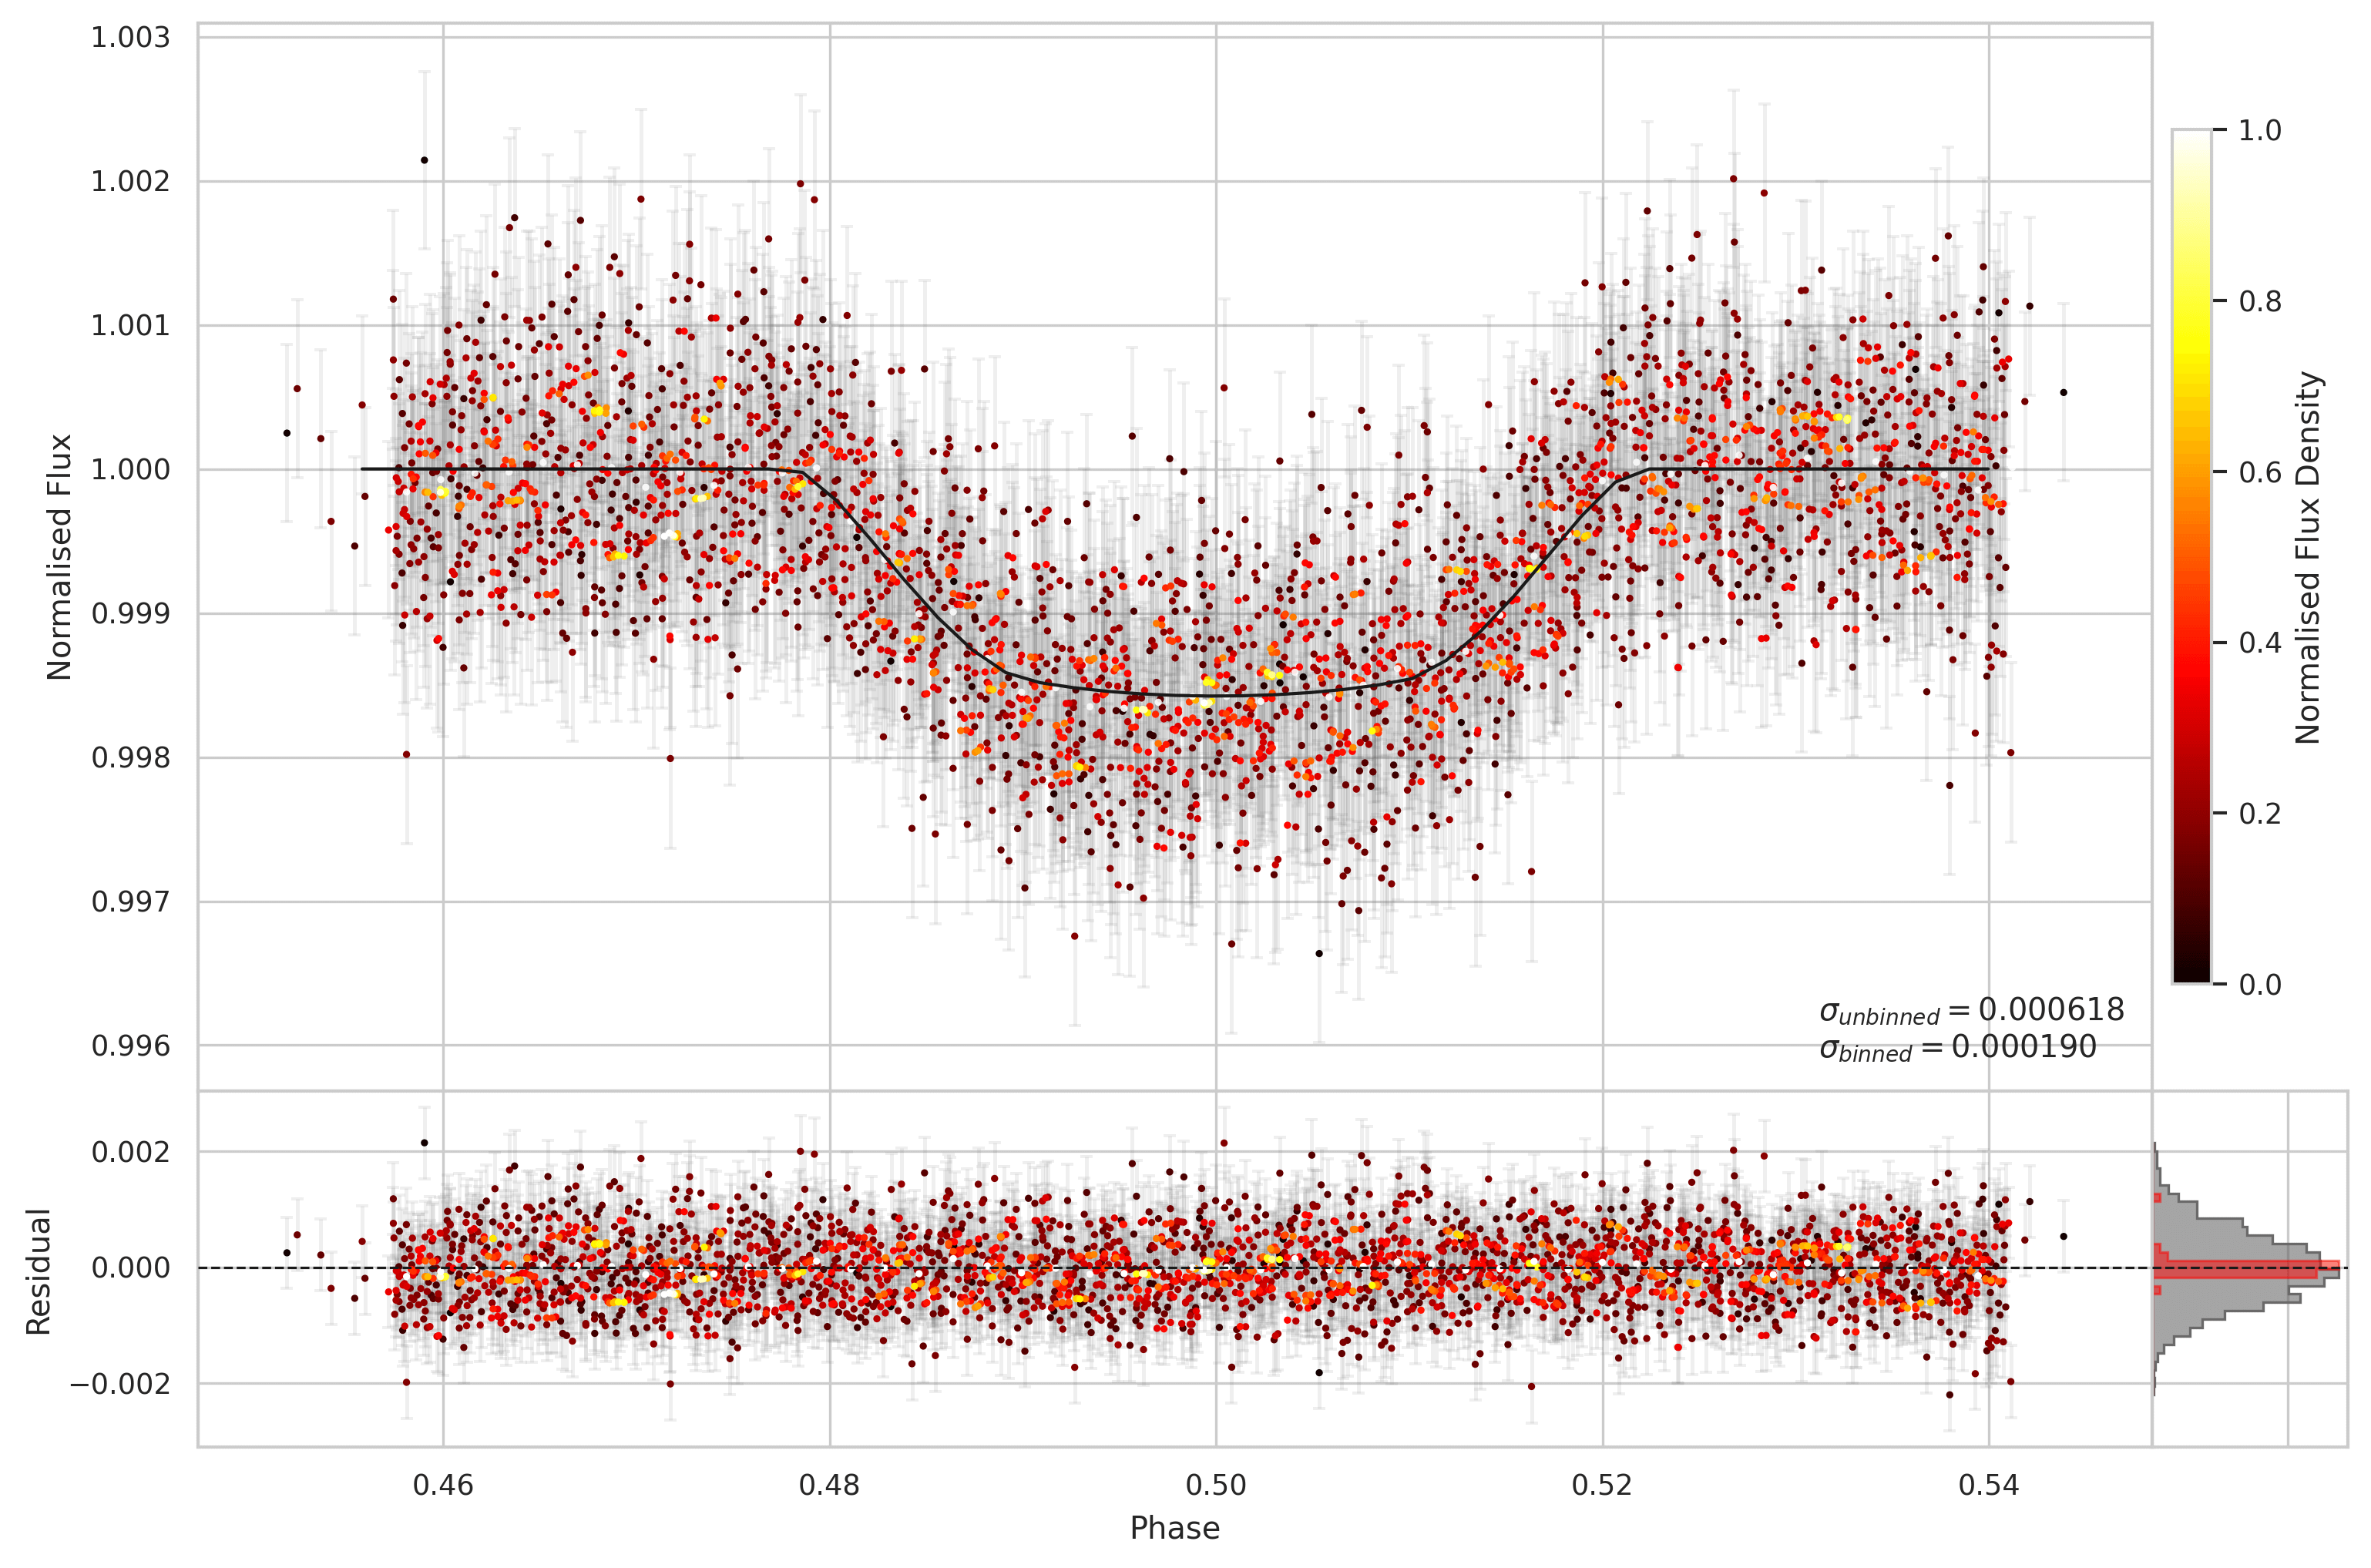 1.003
1.002
1.001
1.000
0.999
0.998
0.997
0.996
Normalised Flux
σunbinned = 0.000618
σbinned = 0.000190
1.0
0.8
0.6
0.4
0.2
0.0
Normalised Flux Density
0.002
0.000
−0.002
Residual
0.46 0.48 0.50 0.52 0.54
Phase